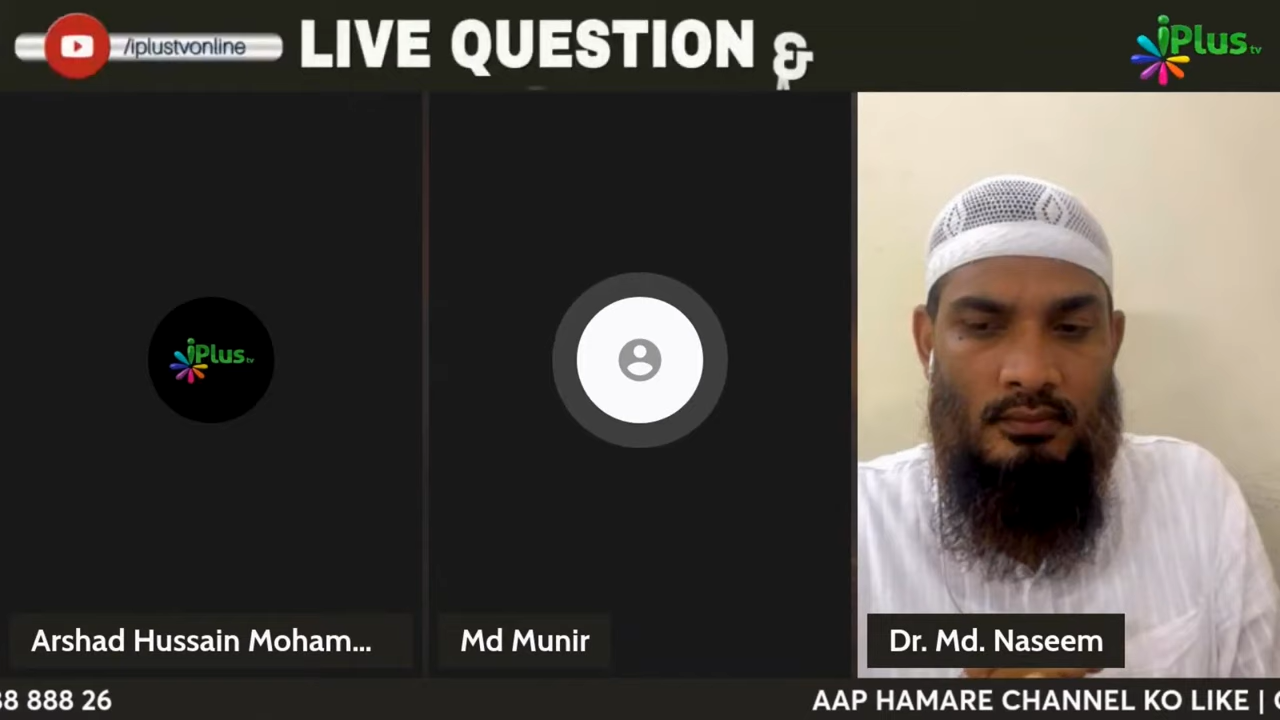 /iplustvonline
LIVE QUESTION &
iPlus tv
iPlus tv
Arshad Hussain Moham...
Md Munir
Dr. Md. Naseem
38 888 26
AAP HAMARE CHANNEL KO LIKE |